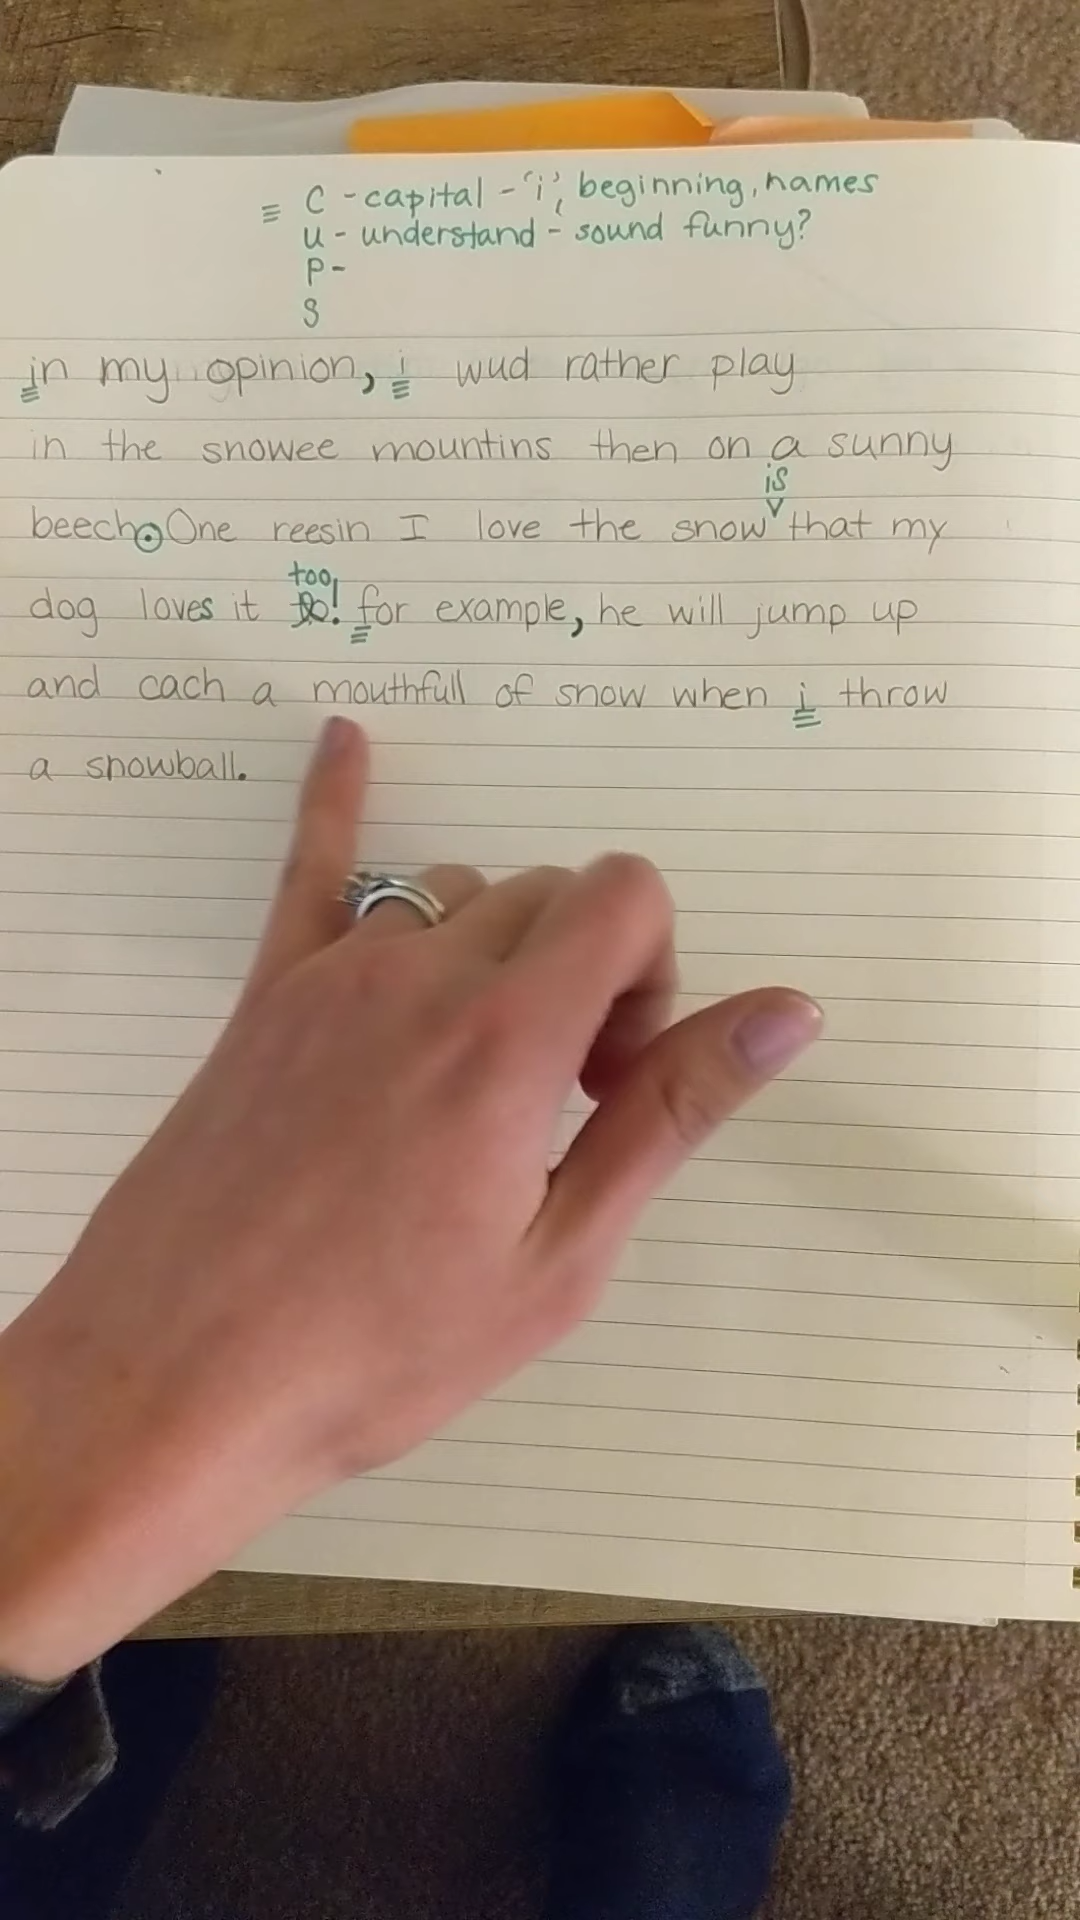 ≡ C - capital - 'i', beginning, names
U - understand - sound funny?
P -
S
in my opinion, i wud rather play
in the snowee mountins then on a sunny
is
beech. One reesin I love the snow that my
too
dog loves it to! for example, he will jump up
and cach a mouthfull of snow when i throw
a snowball.